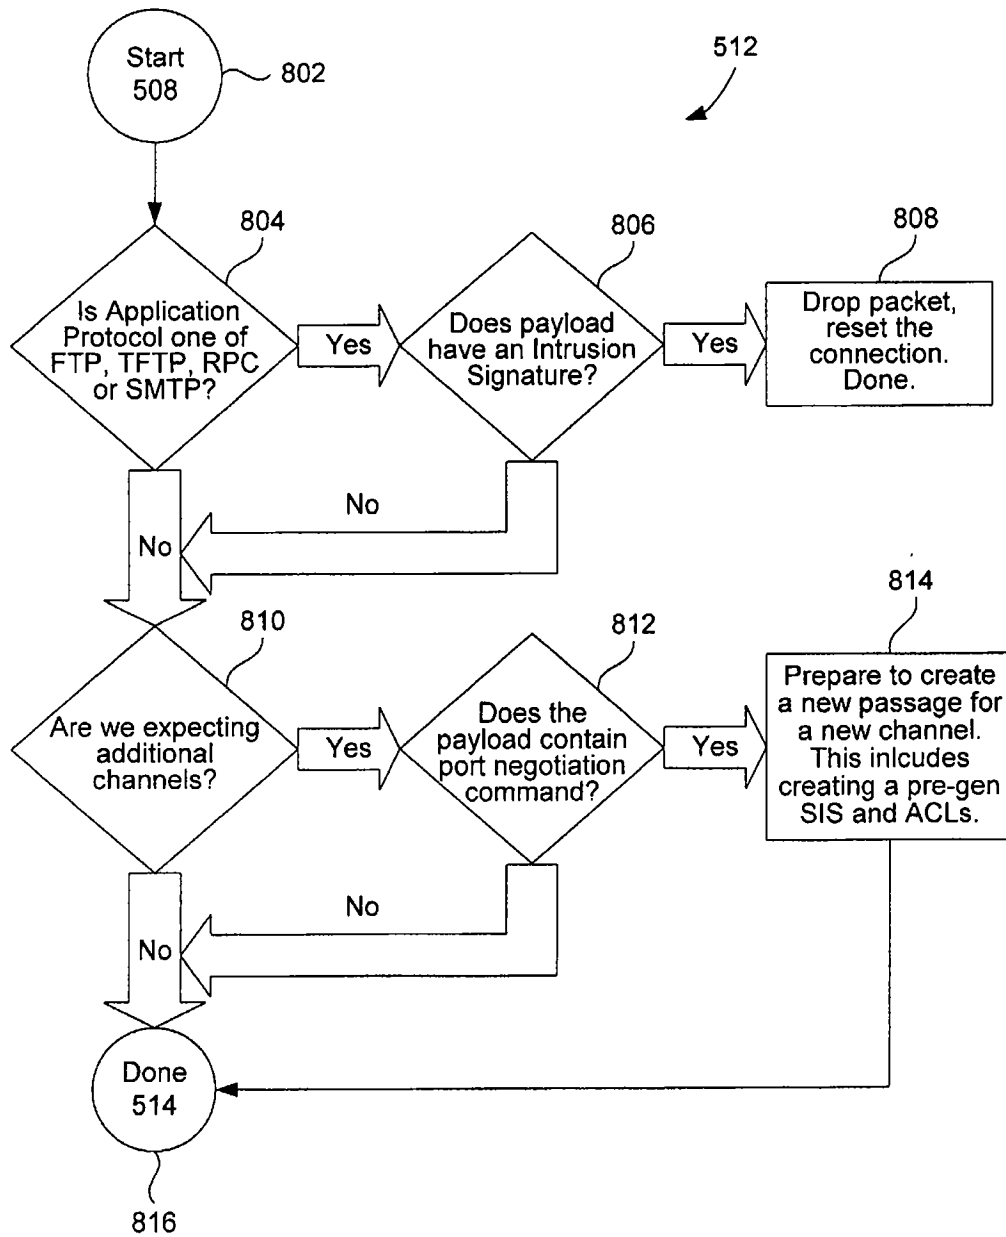 Start
508
802
512
804
806
808
Is Application
Protocol one of
FTP, TFTP, RPC
or SMTP?
Yes
Does payload
have an Intrusion
Signature?
Yes
Drop packet,
reset the
connection.
Done.
No
No
810
812
814
Are we expecting
additional
channels?
Yes
Does the
payload contain
port negotiation
command?
Yes
Prepare to create
a new passage for
a new channel.
This inlcudes
creating a pre-gen
SIS and ACLs.
No
No
Done
514
816